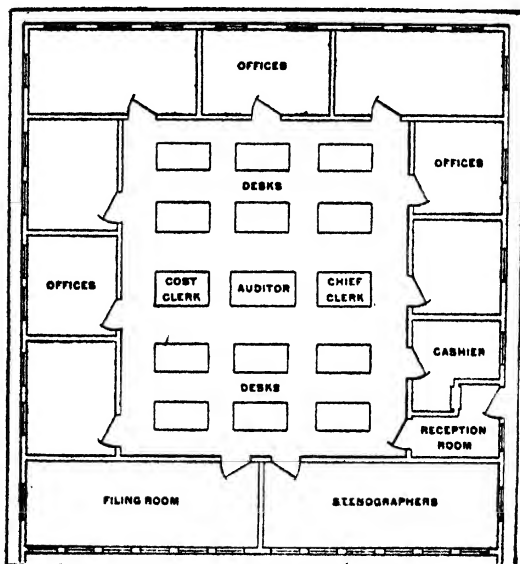 OFFICES
OFFICES
DESKS
OFFICES
COST
CLERK
AUDITOR
CHIEF
CLERK
CASHIER
DESKS
RECEPTION
ROOM
FILING ROOM
STENOGRAPHERS